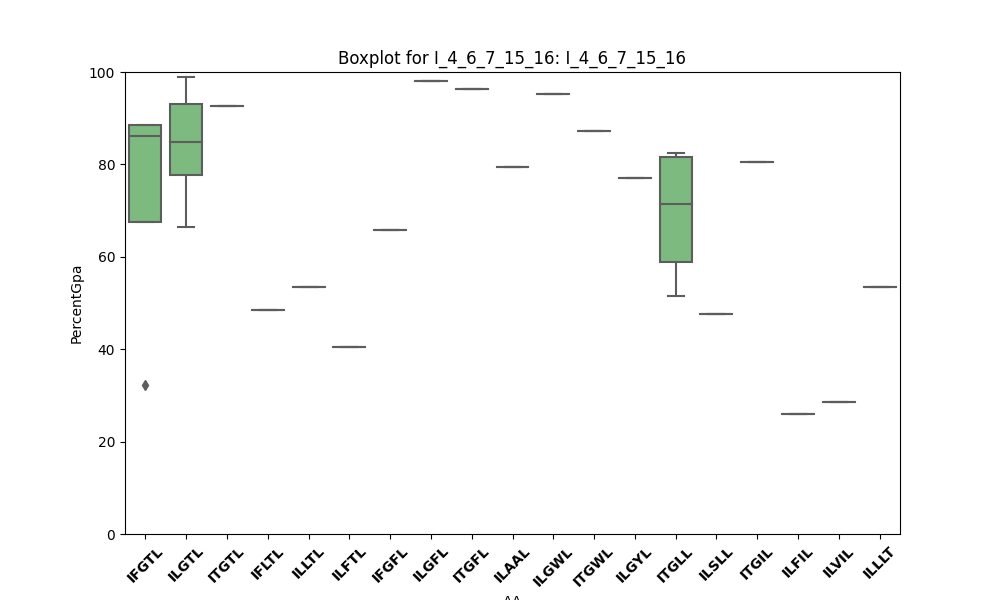 Boxplot for I_4_6_7_15_16: I_4_6_7_15_16
100
80
60
40
20
0
PercentGpa
IFGTL
ILGTL
ITGTL
IFLTL
ILLTL
ILFTL
IFGFL
ILGFL
ITGFL
ILAAL
ILGWL
ITGWL
ILGYL
ITGLL
ILSLL
ITGIL
ILFIL
ILVIL
ILLLT
AA